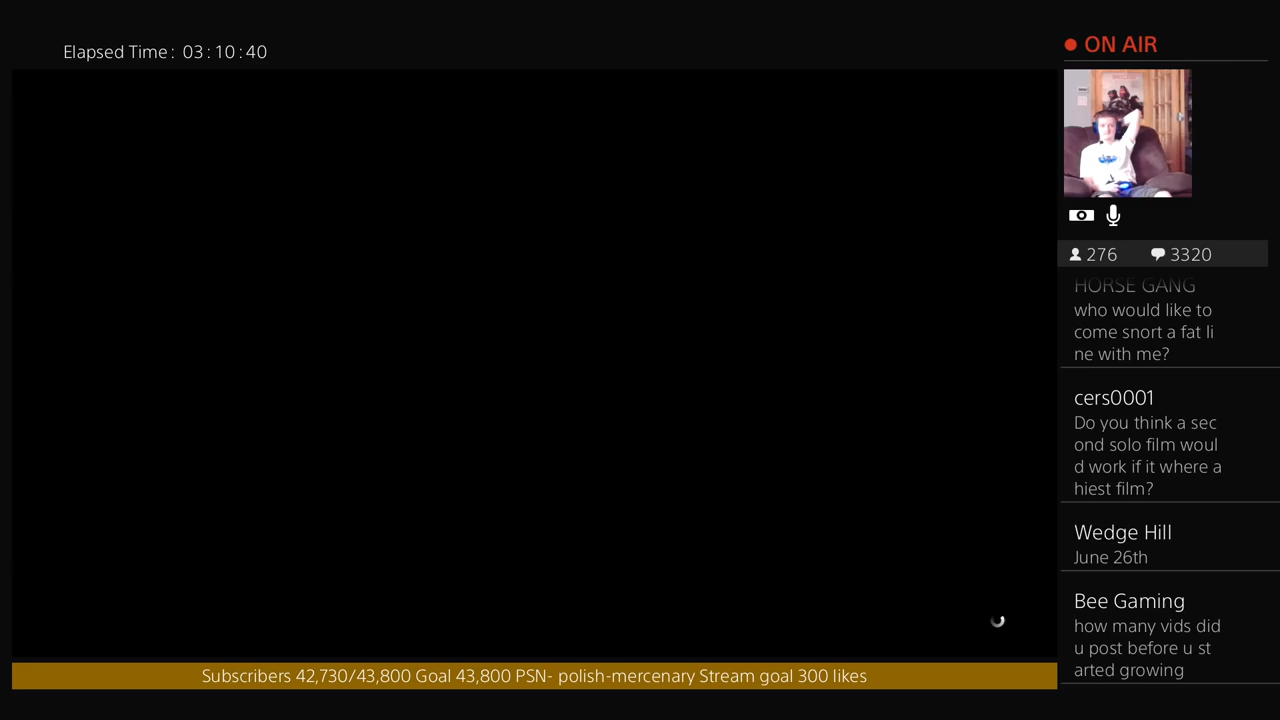 Elapsed Time: 03:10:40
ON AIR
276 3320
HORSE GANG
who would like to
come snort a fat li
ne with me?
cers0001
Do you think a sec
ond solo film woul
d work if it where a
hiest film?
Wedge Hill
June 26th
Bee Gaming
how many vids did
u post before u st
arted growing
Subscribers 42,730/43,800 Goal 43,800 PSN- polish-mercenary Stream goal 300 likes